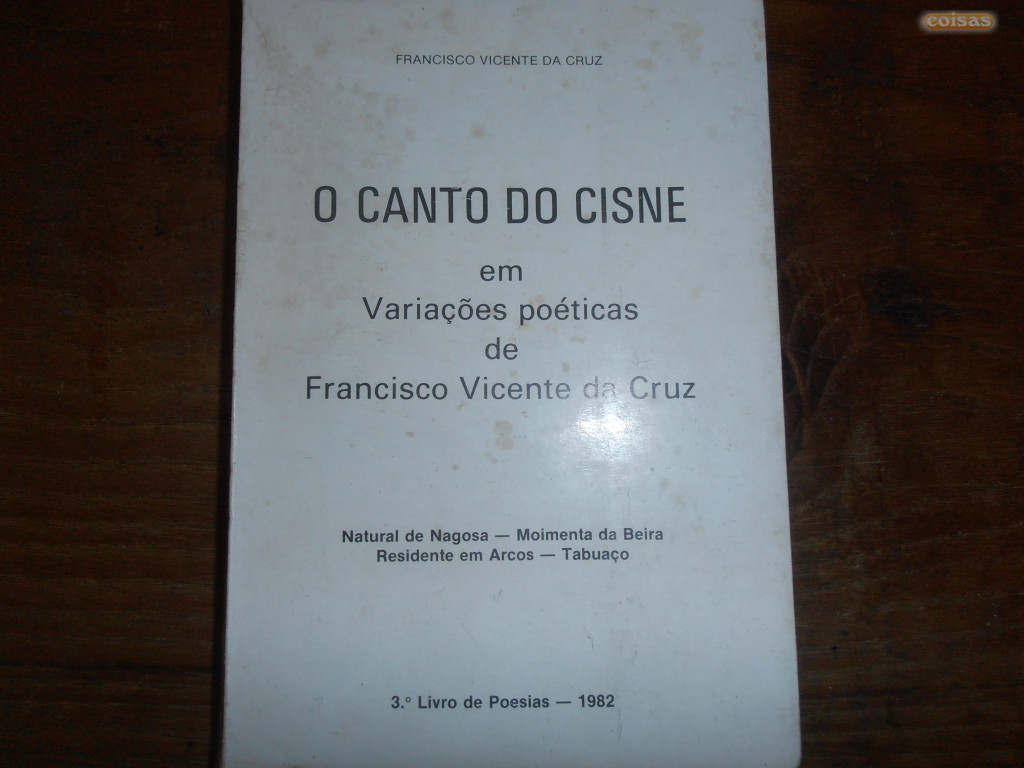 coisas
FRANCISCO VICENTE DA CRUZ
O CANTO DO CISNE
em
Variações poéticas
de
Francisco Vicente da Cruz
Natural de Nagosa — Moimenta da Beira
Residente em Arcos — Tabuaço
3.º Livro de Poesias — 1982